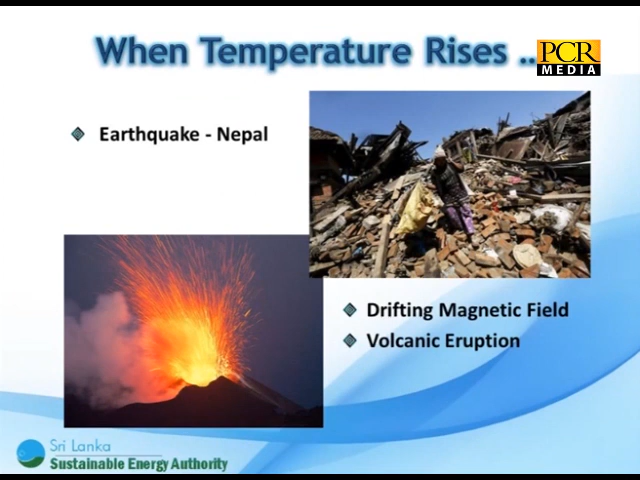 When Temperature Rises ..
PCR
MEDIA
Earthquake - Nepal
Drifting Magnetic Field
Volcanic Eruption
Sri Lanka
Sustainable Energy Authority